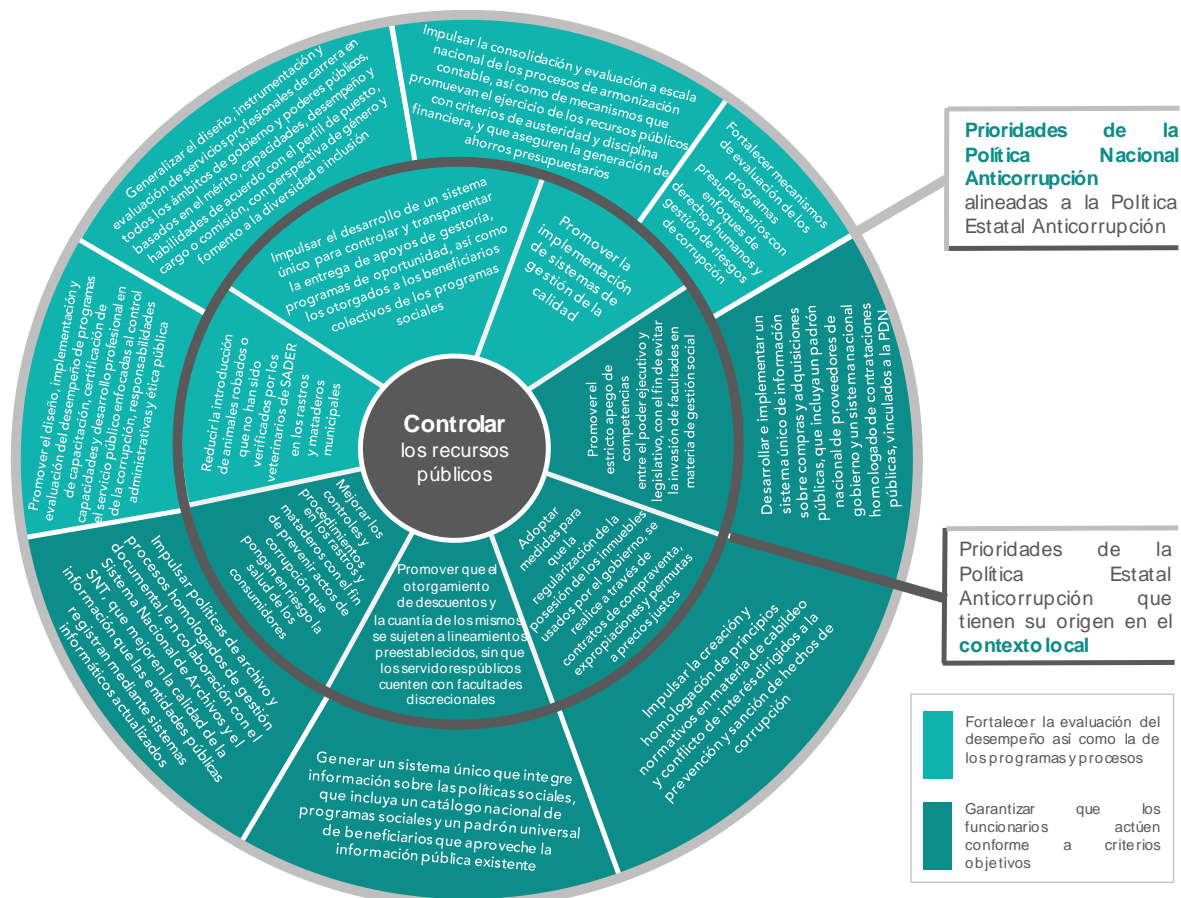 Generalizar el diseño, instrumentación y
evaluación de servicios profesionales de carrera en
todos los ámbitos de gobierno y poderes públicos,
basados en el mérito, capacidades, desempeño y
habilidades de acuerdo con el perfil de puesto,
cargo o comisión, con perspectiva de género y
fomento a la diversidad e inclusión
Impulsar la consolidación y evaluación a escala
nacional de los procesos de armonización
contable, así como de mecanismos que
promuevan el ejercicio de los recursos públicos
con criterios de austeridad y disciplina
financiera, y que aseguren la generación de
ahorros presupuestarios
Fortalecer mecanismos
de evaluación de los
programas
presupuestarios con
enfoques de
derechos humanos y
gestión de riesgos
de corrupción
Desarrollar e implementar un
sistema único de información
sobre compras y adquisiciones
públicas, que incluya un padrón
nacional de proveedores de
gobierno y un sistema nacional
homologado de contrataciones
públicas, vinculados a la PDN
Impulsar la creación y
homologación de principios
normativos en materia de cabildeo
y conflicto de interés dirigidos a la
prevención y sanción de hechos de
corrupción
Generar un sistema único que integre
información sobre las políticas sociales,
que incluya un catálogo nacional de
programas sociales y un padrón universal
de beneficiarios que aproveche la
información pública existente
Impulsar políticas de archivo y
procesos homologados de gestión
documental, en colaboración con el
Sistema Nacional de Archivos y el
SNT, que mejoren la calidad de la
información que las entidades públicas
registran mediante sistemas
informáticos actualizados
Promover el diseño, implementación y
evaluación del desempeño de programas
de capacitación, certificación de
capacidades y desarrollo profesional en
el servicio público enfocadas al control
de la corrupción, responsabilidades
administrativas y ética pública
Impulsar el desarrollo de un sistema
único para controlar y transparentar
la entrega de apoyos de gestoría,
programas de oportunidad, así como
los otorgados a los beneficiarios
colectivos de los programas
sociales
Promover la
implementación
de sistemas de
gestión de la
calidad
Promover el
estricto apego de
competencias
entre el poder ejecutivo y
legislativo, con el fin de evitar
la invasión de facultades en
materia de gestión social
Adoptar
medidas para
que la
regularización de la
posesión de los inmuebles
usados por el gobierno, se
realice a través de
contratos de compraventa,
expropiaciones y permutas
a precios justos
Promover que el
otorgamiento
de descuentos y
la cuantía de los mismos
se sujeten a lineamientos
preestablecidos, sin que
los servidores públicos
cuenten con facultades
discrecionales
Mejorar los
controles y
procedimientos
en los rastros y
mataderos con el fin
de prevenir actos de
corrupción que
pongan en riesgo la
salud de los
consumidores
Reducir la introducción
de animales robados o
que no han sido
verificados por los
veterinarios de SADER
en los rastros
y mataderos
municipales
Controlar
los recursos
públicos
Prioridades de la
Política Nacional
Anticorrupción
alineadas a la Política
Estatal Anticorrupción
Prioridades de la
Política Estatal
Anticorrupción que
tienen su origen en el
contexto local
Fortalecer la evaluación del
desempeño así como la de
los programas y procesos
Garantizar que los
funcionarios actúen
conforme a criterios
objetivos